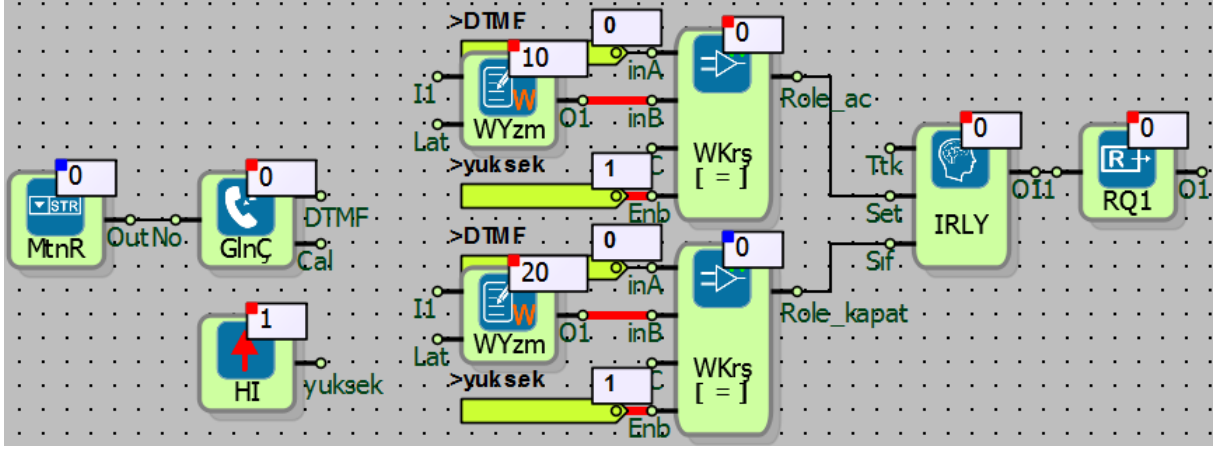 >DTMF
0
0
10
inA
I1
W
Role_ac
WYzm
O1
inB
Lat
0
>yuksek
1
C
WKrş
Ttk
0
[ = ]
R
0
0
STR
DTMF
Enb
Set
O1
I1
O1
MtnR
Out
No
GlnÇ
Cal
IRLY
RQ1
>DTMF
0
0
20
inA
Sıf
I1
W
Role_kapat
1
WYzm
O1
inB
Lat
HI
yuksek
>yuksek
1
C
WKrş
[ = ]
Enb